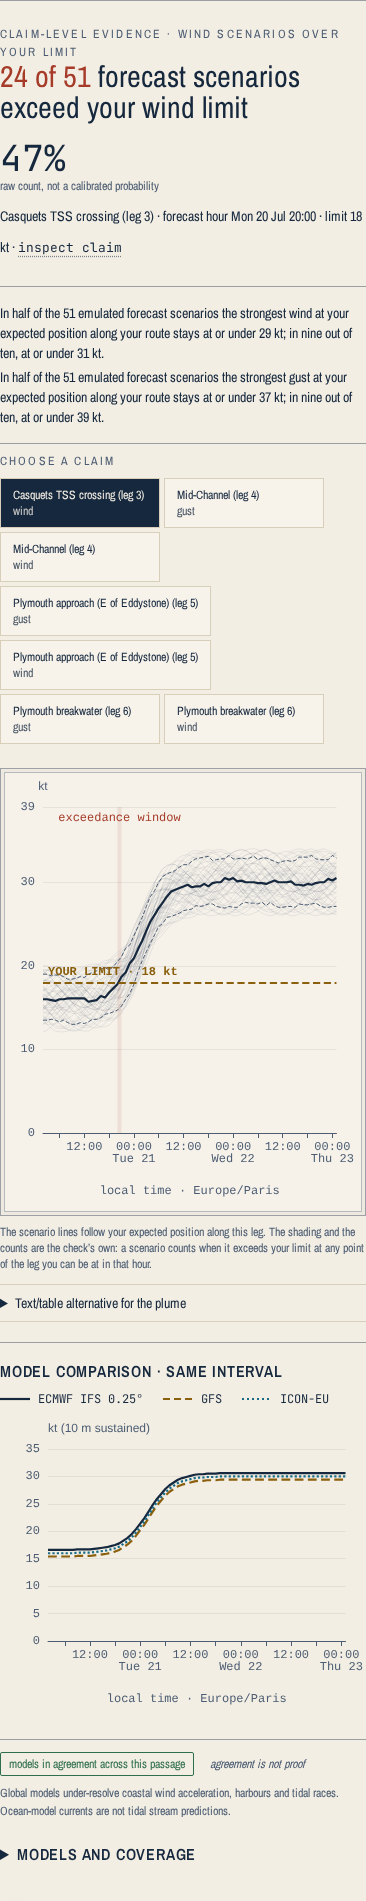 CLAIM-LEVEL EVIDENCE · WIND SCENARIOS OVER
YOUR LIMIT
24 of 51 forecast scenarios
exceed your wind limit
47%
raw count, not a calibrated probability
Casquets TSS crossing (leg 3) · forecast hour Mon 20 Jul 20:00 · limit 18
kt · inspect claim
In half of the 51 emulated forecast scenarios the strongest wind at your
expected position along your route stays at or under 29 kt; in nine out of
ten, at or under 31 kt.
In half of the 51 emulated forecast scenarios the strongest gust at your
expected position along your route stays at or under 37 kt; in nine out of
ten, at or under 39 kt.
CHOOSE A CLAIM
Casquets TSS crossing (leg 3)
wind
Mid-Channel (leg 4)
gust
Mid-Channel (leg 4)
wind
Plymouth approach (E of Eddystone) (leg 5)
gust
Plymouth approach (E of Eddystone) (leg 5)
wind
Plymouth breakwater (leg 6)
gust
Plymouth breakwater (leg 6)
wind
kt
39
exceedance window
30
20
YOUR LIMIT · 18 kt
10
0
12:00 00:00 12:00 00:00 12:00 00:00
Tue 21 Wed 22 Thu 23
local time · Europe/Paris
The scenario lines follow your expected position along this leg. The shading and the
counts are the check's own: a scenario counts when it exceeds your limit at any point
of the leg you can be at in that hour.
Text/table alternative for the plume
MODEL COMPARISON · SAME INTERVAL
ECMWF IFS 0.25° GFS ICON-EU
kt (10 m sustained)
35
30
25
20
15
10
5
0
12:00 00:00 12:00 00:00 12:00 00:00
Tue 21 Wed 22 Thu 23
local time · Europe/Paris
models in agreement across this passage agreement is not proof
Global models under-resolve coastal wind acceleration, harbours and tidal races.
Ocean-model currents are not tidal stream predictions.
MODELS AND COVERAGE